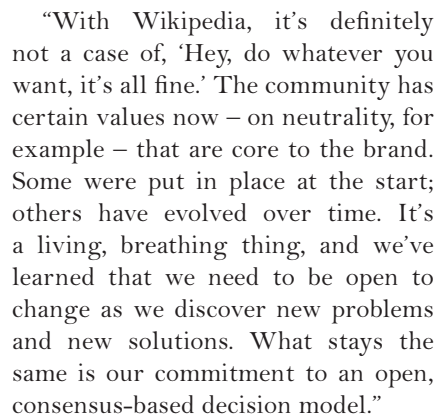 “With Wikipedia, it’s definitely
not a case of, ‘Hey, do whatever you
want, it’s all fine.’ The community has
certain values now – on neutrality, for
example – that are core to the brand.
Some were put in place at the start;
others have evolved over time. It’s
a living, breathing thing, and we’ve
learned that we need to be open to
change as we discover new problems
and new solutions. What stays the
same is our commitment to an open,
consensus-based decision model.”